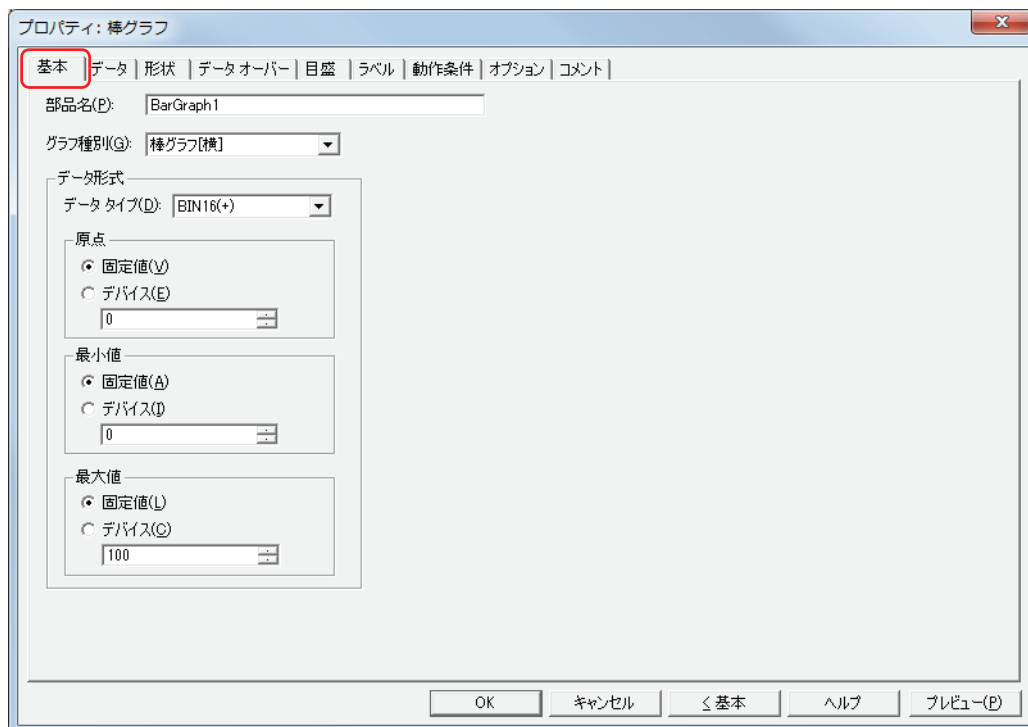 プロパティ: 棒グラフ
基本 データ 形状 データ オーバー 目盛 ラベル 動作条件 オプション コメント
部品名(P): BarGraph1
グラフ種別(G): 棒グラフ[横]
データ形式
データ タイプ(D): BIN16(+)
原点
固定値(V)
デバイス(E)
0
最小値
固定値(A)
デバイス(I)
0
最大値
固定値(L)
デバイス(C)
100
OK キャンセル < 基本 ヘルプ プレビュー(P)